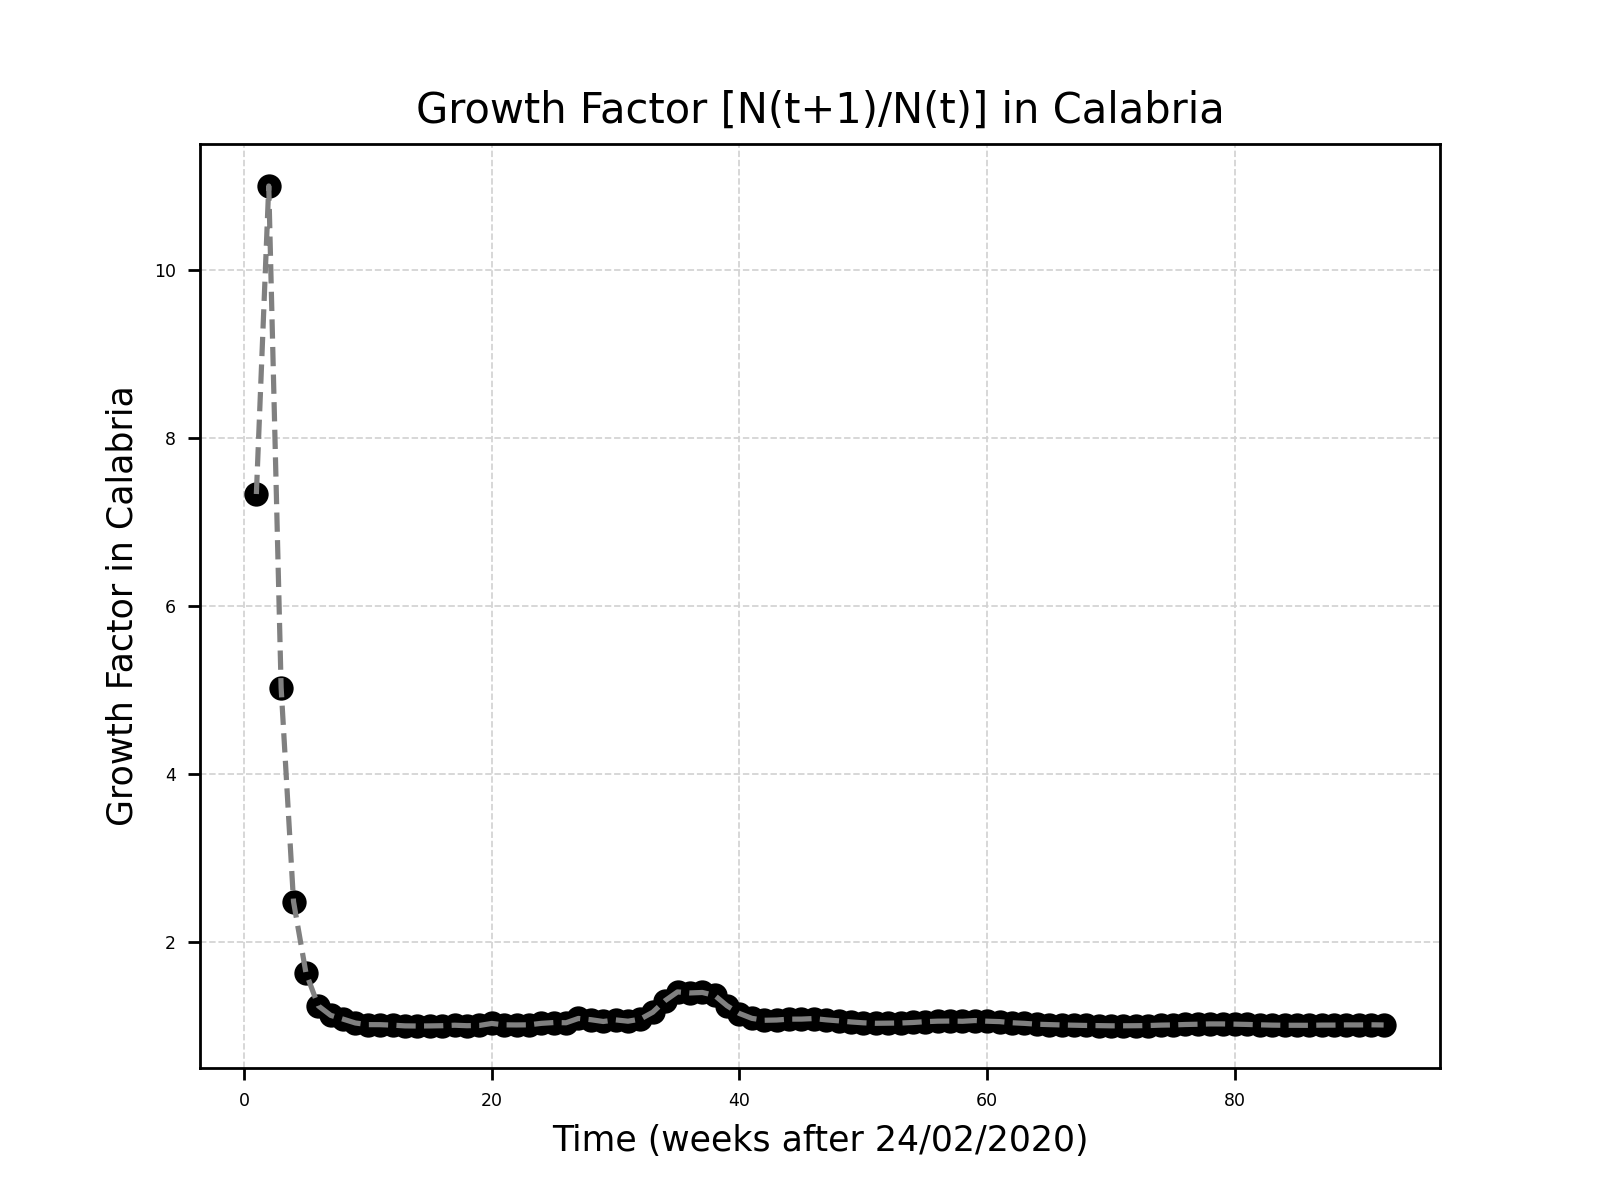 Growth Factor [N(t+1)/N(t)] in Calabria
Growth Factor in Calabria
10
8
6
4
2
0 20 40 60 80
Time (weeks after 24/02/2020)